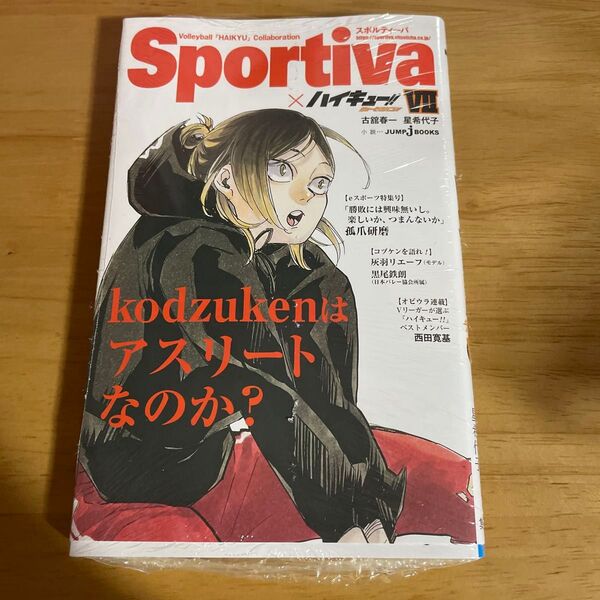 Volleyball「HAIKYU」Collaboration
スポルティーバ
https://sportiva.shueisha.co.jp/
Sportiva
×ハイキュー!! VII
古舘春一 星希代子
小説… JUMP j BOOKS
【eスポーツ特集号】
「勝敗には興味無いし。
楽しいか、つまんないか」
孤爪研磨
【コヅケンを語れ!】
灰羽リエーフ(モデル)
黒尾鉄朗
(日本バレー協会所属)
【オビウラ連載】
Vリーガーが選ぶ
『ハイキュー!!』
ベストメンバー
西田寛基
kodzukenは
アスリート
なのか?